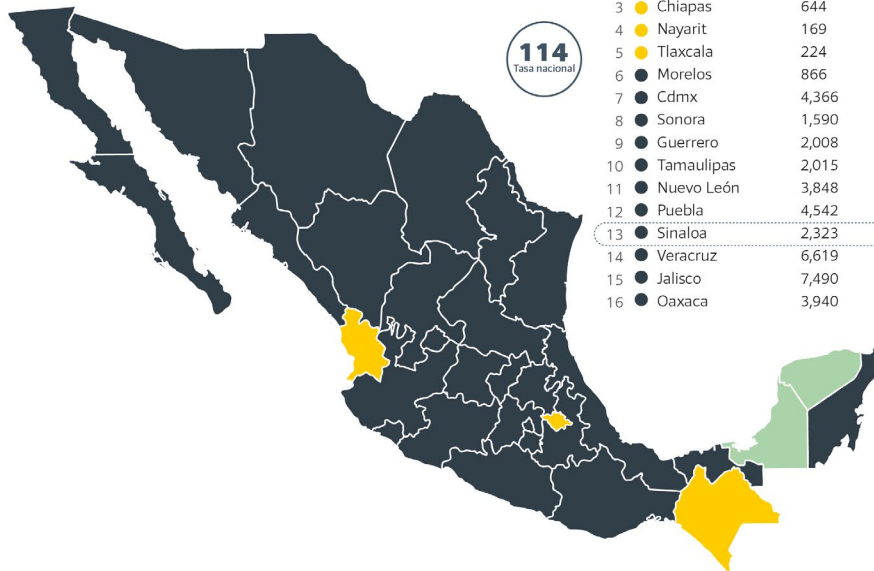 114
Tasa nacional
3 Chiapas 644
4 Nayarit 169
5 Tlaxcala 224
6 Morelos 866
7 Cdmx 4,366
8 Sonora 1,590
9 Guerrero 2,008
10 Tamaulipas 2,015
11 Nuevo León 3,848
12 Puebla 4,542
13 Sinaloa 2,323
14 Veracruz 6,619
15 Jalisco 7,490
16 Oaxaca 3,940